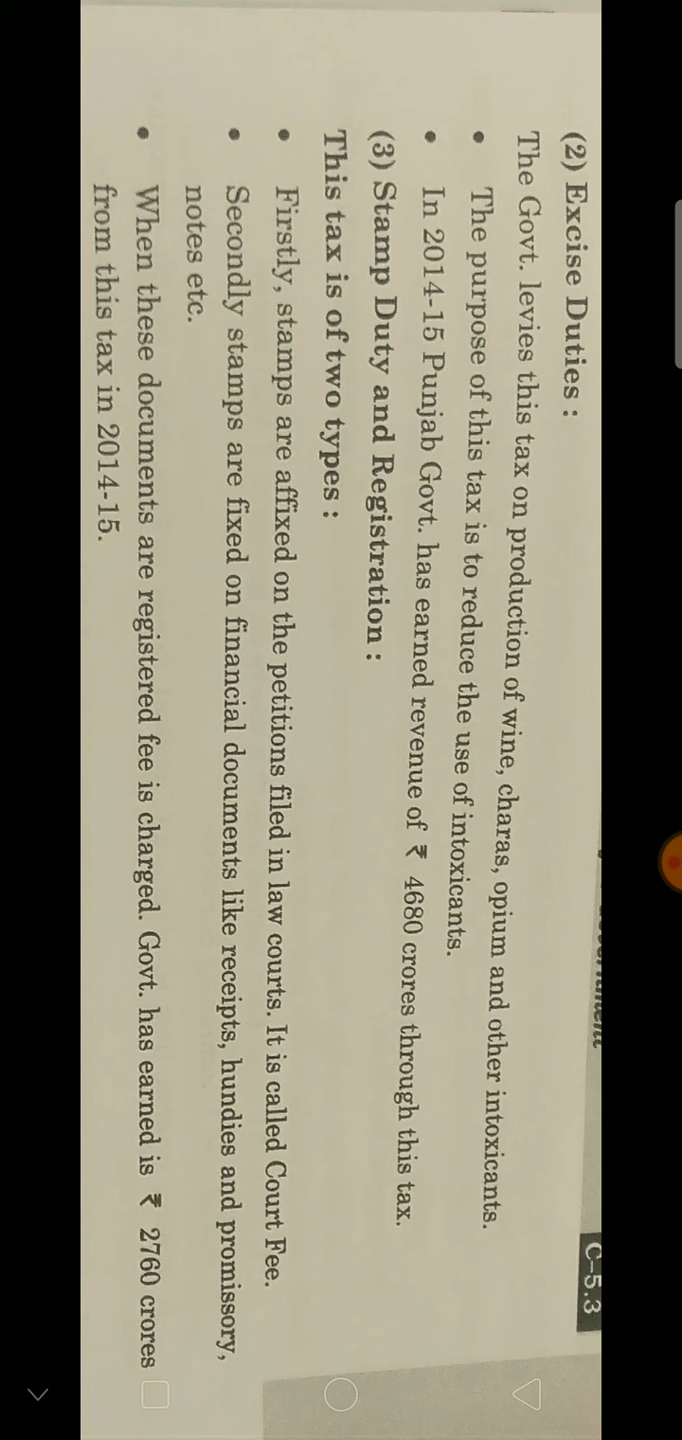 C–5.3
(2) Excise Duties :
The Govt. levies this tax on production of wine, charas, opium and other intoxicants.
• The purpose of this tax is to reduce the use of intoxicants.
• In 2014-15 Punjab Govt. has earned revenue of ₹ 4680 crores through this tax.
(3) Stamp Duty and Registration :
This tax is of two types :
• Firstly, stamps are affixed on the petitions filed in law courts. It is called Court Fee.
• Secondly stamps are fixed on financial documents like receipts, hundies and promissory,
notes etc.
• When these documents are registered fee is charged. Govt. has earned is ₹ 2760 crores
from this tax in 2014-15.